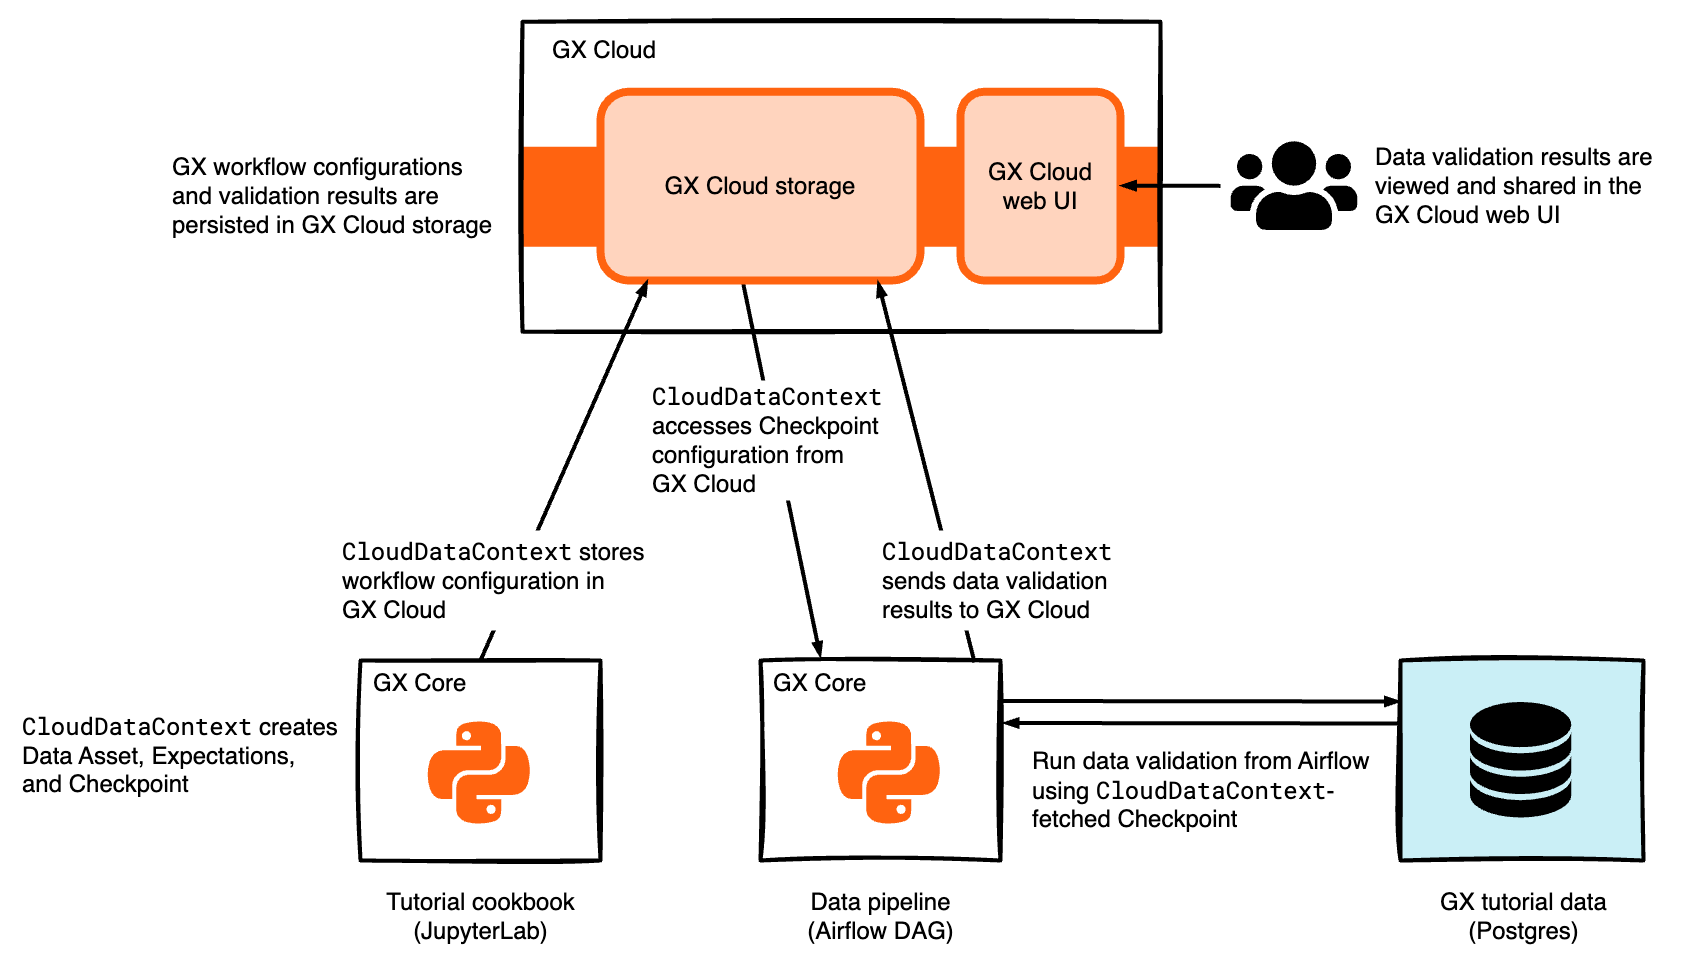 GX Cloud
GX workflow configurations
and validation results are
persisted in GX Cloud storage
GX Cloud storage
GX Cloud
web UI
Data validation results are
viewed and shared in the
GX Cloud web UI
CloudDataContext
accesses Checkpoint
configuration from
GX Cloud
CloudDataContext stores
workflow configuration in
GX Cloud
CloudDataContext
sends data validation
results to GX Cloud
CloudDataContext creates
Data Asset, Expectations,
and Checkpoint
GX Core
GX Core
Run data validation from Airflow
using CloudDataContext-
fetched Checkpoint
Tutorial cookbook
(JupyterLab)
Data pipeline
(Airflow DAG)
GX tutorial data
(Postgres)